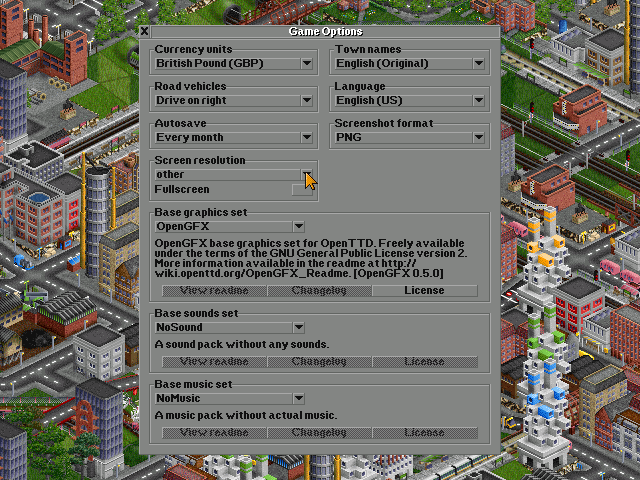 X Game Options
Currency units Town names
British Pound (GBP) English (Original)
Road vehicles Language
Drive on right English (US)
Autosave Screenshot format
Every month PNG
Screen resolution
other
Fullscreen
Base graphics set
OpenGFX
OpenGFX base graphics set for OpenTTD. Freely available
under the terms of the GNU General Public License version 2.
More information available in the readme at http://
wiki.openttd.org/OpenGFX_Readme. [OpenGFX 0.5.0]
View readme Changelog License
Base sounds set
NoSound
A sound pack without any sounds.
View readme Changelog License
Base music set
NoMusic
A music pack without actual music.
View readme Changelog License